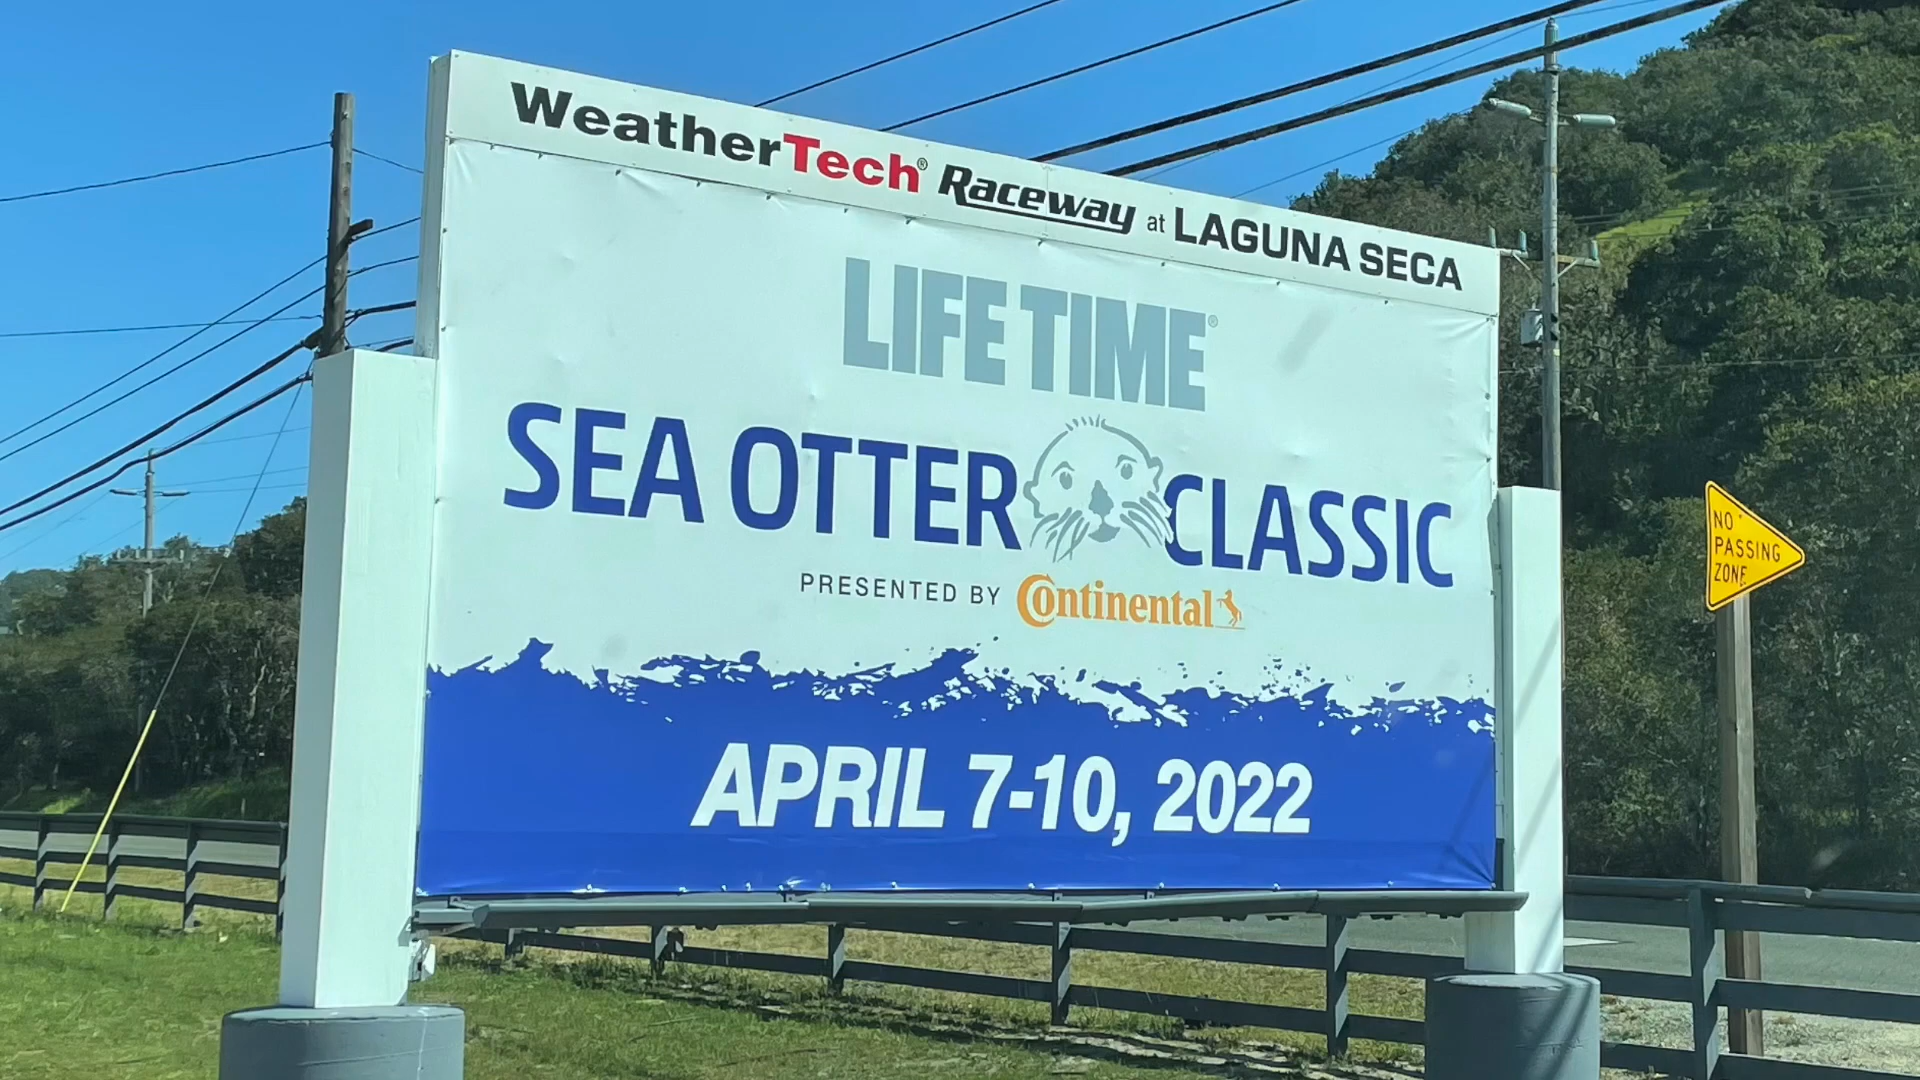 WeatherTech® Raceway at LAGUNA SECA
LIFE TIME®
SEA OTTER CLASSIC
PRESENTED BY Continental
APRIL 7-10, 2022
NO
PASSING
ZONE